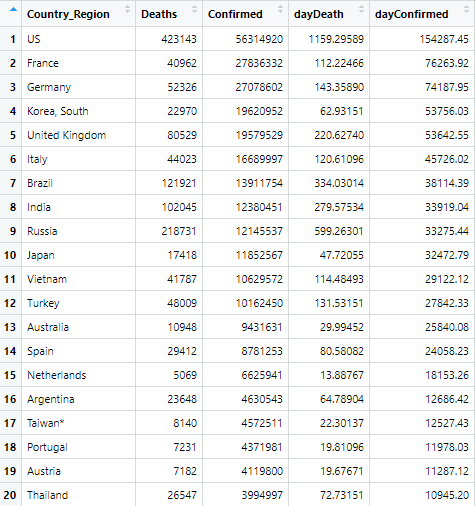 Country_Region Deaths Confirmed dayDeath dayConfirmed
1 US 423143 56314920 1159.29589 154287.45
2 France 40962 27836332 112.22466 76263.92
3 Germany 52326 27078602 143.35890 74187.95
4 Korea, South 22970 19620952 62.93151 53756.03
5 United Kingdom 80529 19579529 220.62740 53642.55
6 Italy 44023 16689997 120.61096 45726.02
7 Brazil 121921 13911754 334.03014 38114.39
8 India 102045 12380451 279.57534 33919.04
9 Russia 218731 12145537 599.26301 33275.44
10 Japan 17418 11852567 47.72055 32472.79
11 Vietnam 41787 10629572 114.48493 29122.12
12 Turkey 48009 10162450 131.53151 27842.33
13 Australia 10948 9431631 29.99452 25840.08
14 Spain 29412 8781253 80.58082 24058.23
15 Netherlands 5069 6625941 13.88767 18153.26
16 Argentina 23648 4630543 64.78904 12686.42
17 Taiwan* 8140 4572511 22.30137 12527.43
18 Portugal 7231 4371981 19.81096 11978.03
19 Austria 7182 4119800 19.67671 11287.12
20 Thailand 26547 3994997 72.73151 10945.20